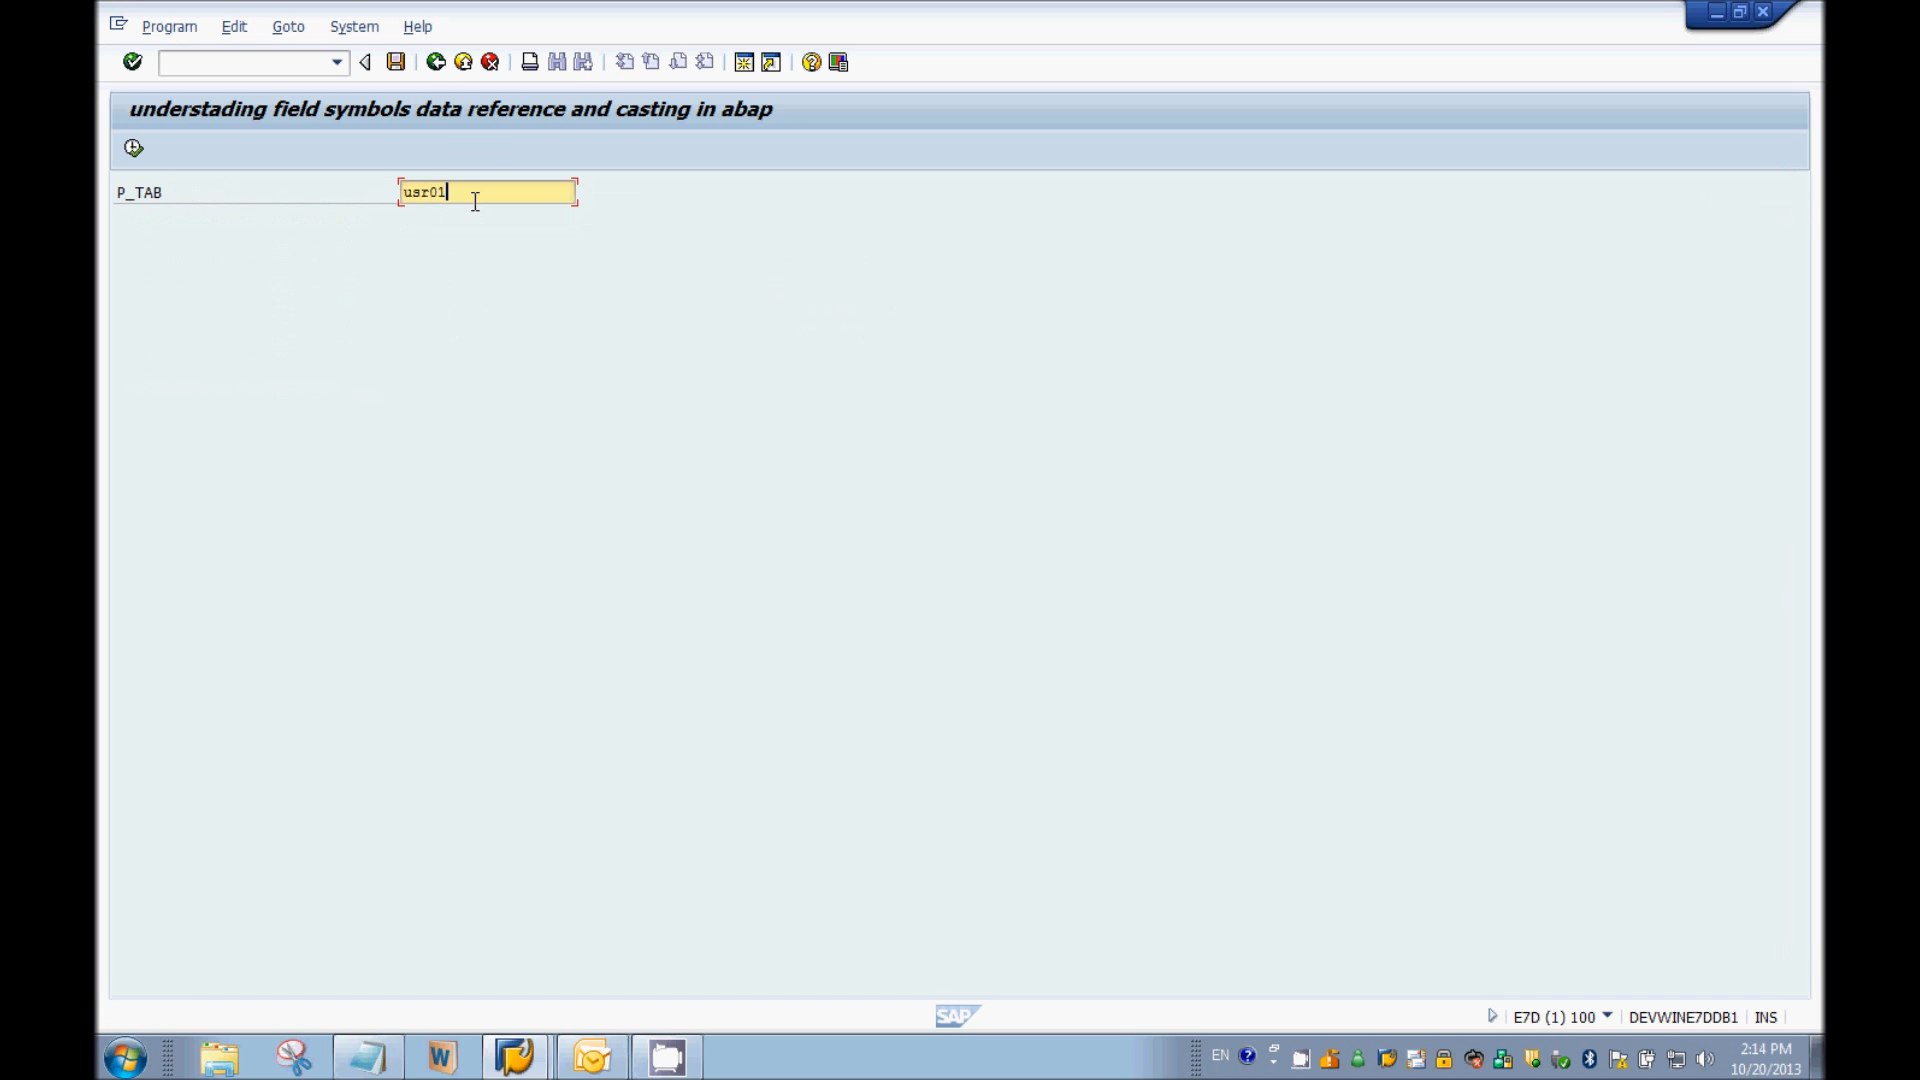 Program Edit Goto System Help
understading field symbols data reference and casting in abap
P_TAB usr01
SAP
E7D (1) 100 DEVWINE7DDB1 INS
EN 2:14 PM
10/20/2013